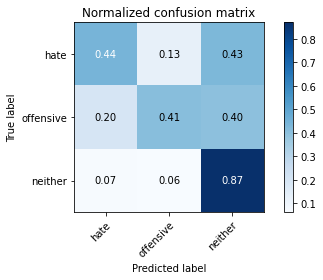 Normalized confusion matrix
True label
hate 0.44 0.13 0.43
offensive 0.20 0.41 0.40
neither 0.07 0.06 0.87
hate offensive neither
Predicted label
0.8
0.7
0.6
0.5
0.4
0.3
0.2
0.1